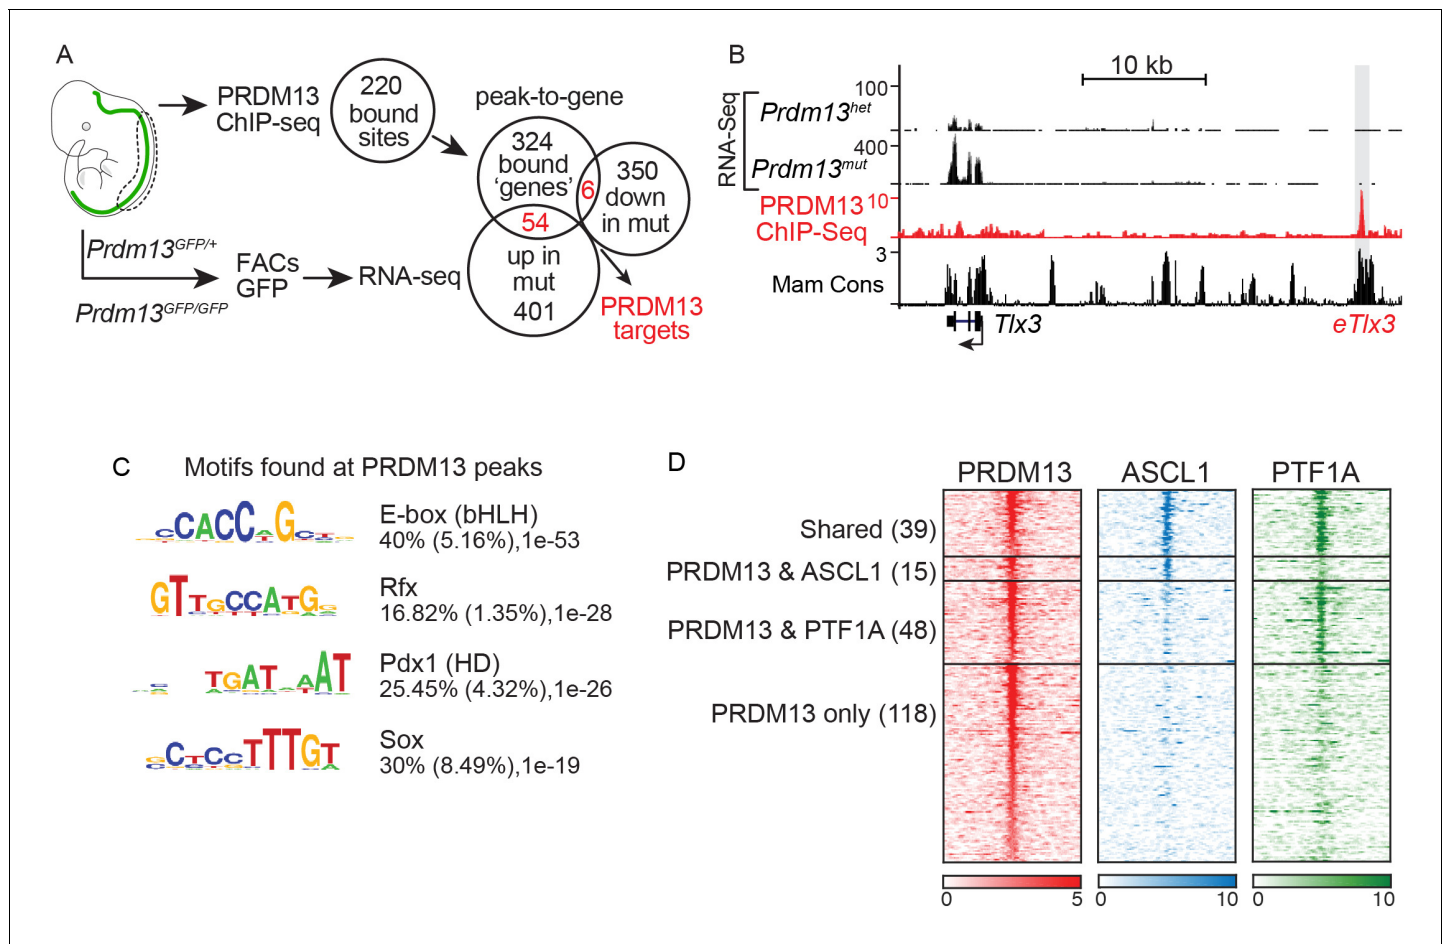 A
PRDM13
ChIP-seq
220
bound
sites
peak-to-gene
324
bound
‘genes’
6
350
down
in mut
54
up in
mut
401
PRDM13
targets
Prdm13GFP/+
Prdm13GFP/GFP
FACs
GFP
RNA-seq
B
10 kb
RNA-Seq
100
Prdm13het
400
Prdm13mut
PRDM13 10
ChIP-Seq
3
Mam Cons
Tlx3
eTlx3
C
Motifs found at PRDM13 peaks
CCACCAGCTG
E-box (bHLH)
40% (5.16%),1e-53
GTTGCCATGG
Rfx
16.82% (1.35%),1e-28
TGAT AAT
Pdx1 (HD)
25.45% (4.32%),1e-26
GCTCCTTTGT
Sox
30% (8.49%),1e-19
D
PRDM13 ASCL1 PTF1A
Shared (39)
PRDM13 & ASCL1 (15)
PRDM13 & PTF1A (48)
PRDM13 only (118)
0 5 0 10 0 10